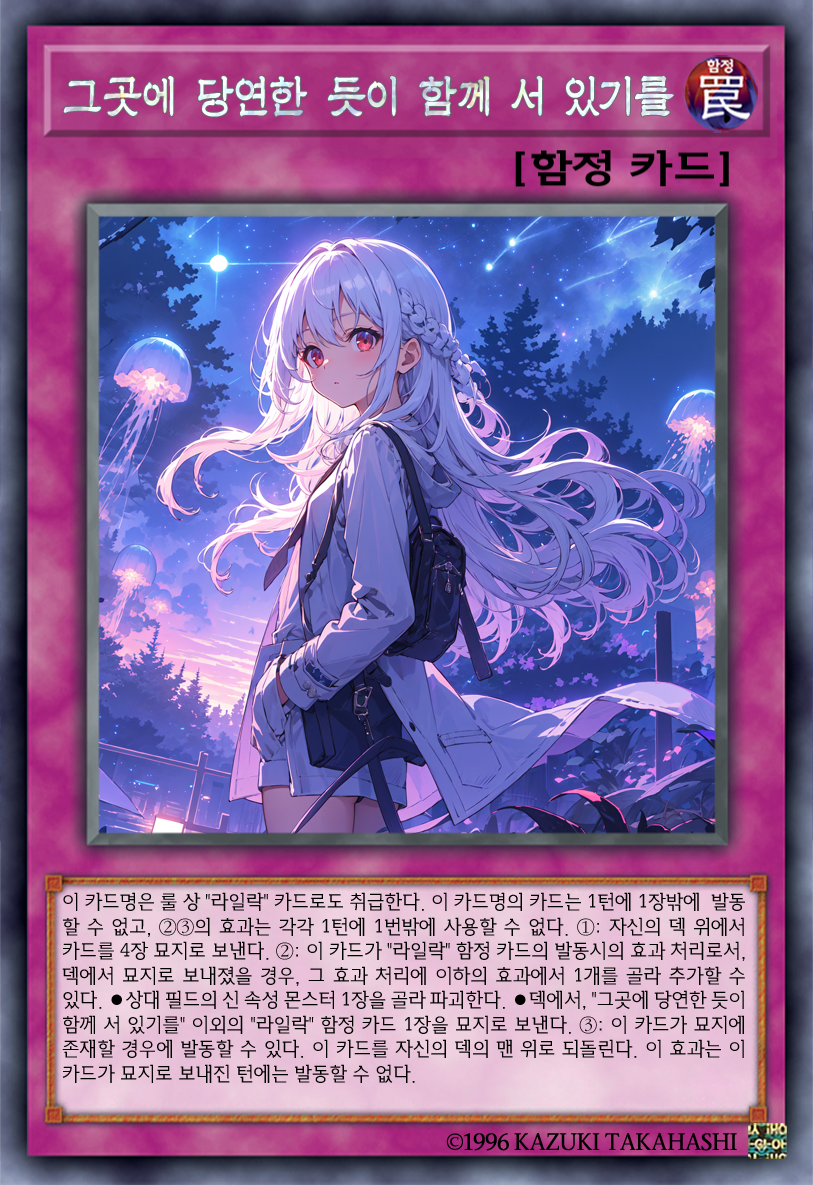 그곳에 당연한 듯이 함께 서 있기를
함정
罠
[함정 카드]
이 카드명은 룰 상 "라일락" 카드로도 취급한다. 이 카드명의 카드는 1턴에 1장밖에 발동
할 수 없고, ②③의 효과는 각각 1턴에 1번밖에 사용할 수 없다. ①: 자신의 덱 위에서
카드를 4장 묘지로 보낸다. ②: 이 카드가 "라일락" 함정 카드의 발동시의 효과 처리로서,
덱에서 묘지로 보내졌을 경우, 그 효과 처리에 이하의 효과에서 1개를 골라 추가할 수
있다. ●상대 필드의 신 속성 몬스터 1장을 골라 파괴한다. ●덱에서, "그곳에 당연한 듯이
함께 서 있기를" 이외의 "라일락" 함정 카드 1장을 묘지로 보낸다. ③: 이 카드가 묘지에
존재할 경우에 발동할 수 있다. 이 카드를 자신의 덱의 맨 위로 되돌린다. 이 효과는 이
카드가 묘지로 보내진 턴에는 발동할 수 없다.
©1996 KAZUKI TAKAHASHI